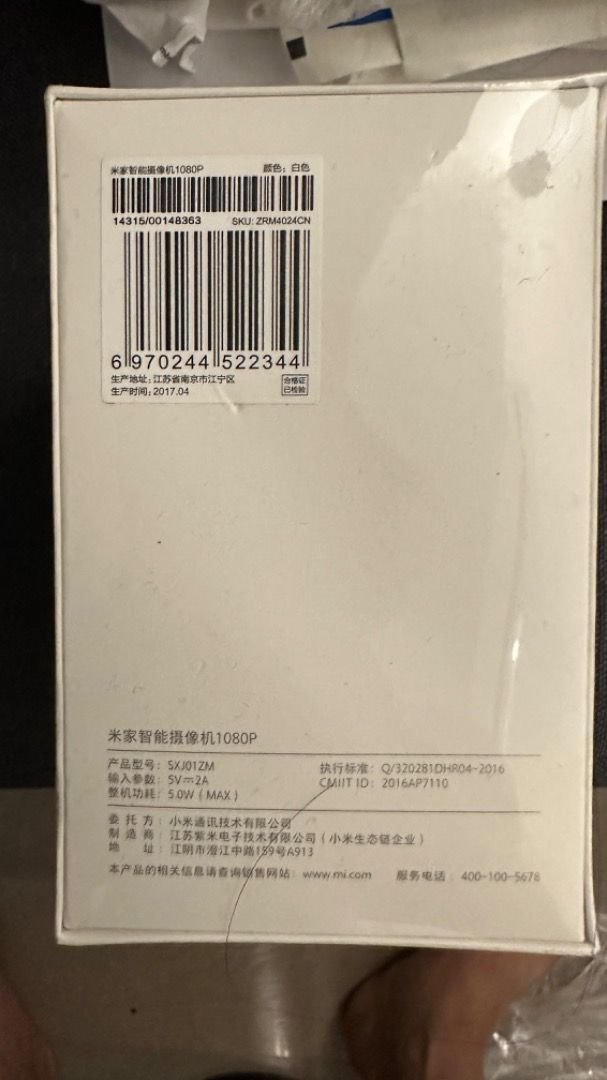 米家智能摄像机1080P 颜色：白色
14315/00148363 SKU: ZRM4024CN
6 970244 522344
生产地址：江苏省南京市江宁区
生产时间：2017.04
合格证
已检验
米家智能摄像机1080P
产品型号：SXJ01ZM 执行标准：Q/320281DHR04-2016
输入参数：5V⎓2A CMIIT ID：2016AP7110
整机功耗：5.0W（MAX）
委托方：小米通讯技术有限公司
制造商：江苏紫米电子技术有限公司（小米生态链企业）
地址：江阴市澄江中路159号A913
本产品的相关信息请查询销售网站：www.mi.com 服务电话：400-100-5678